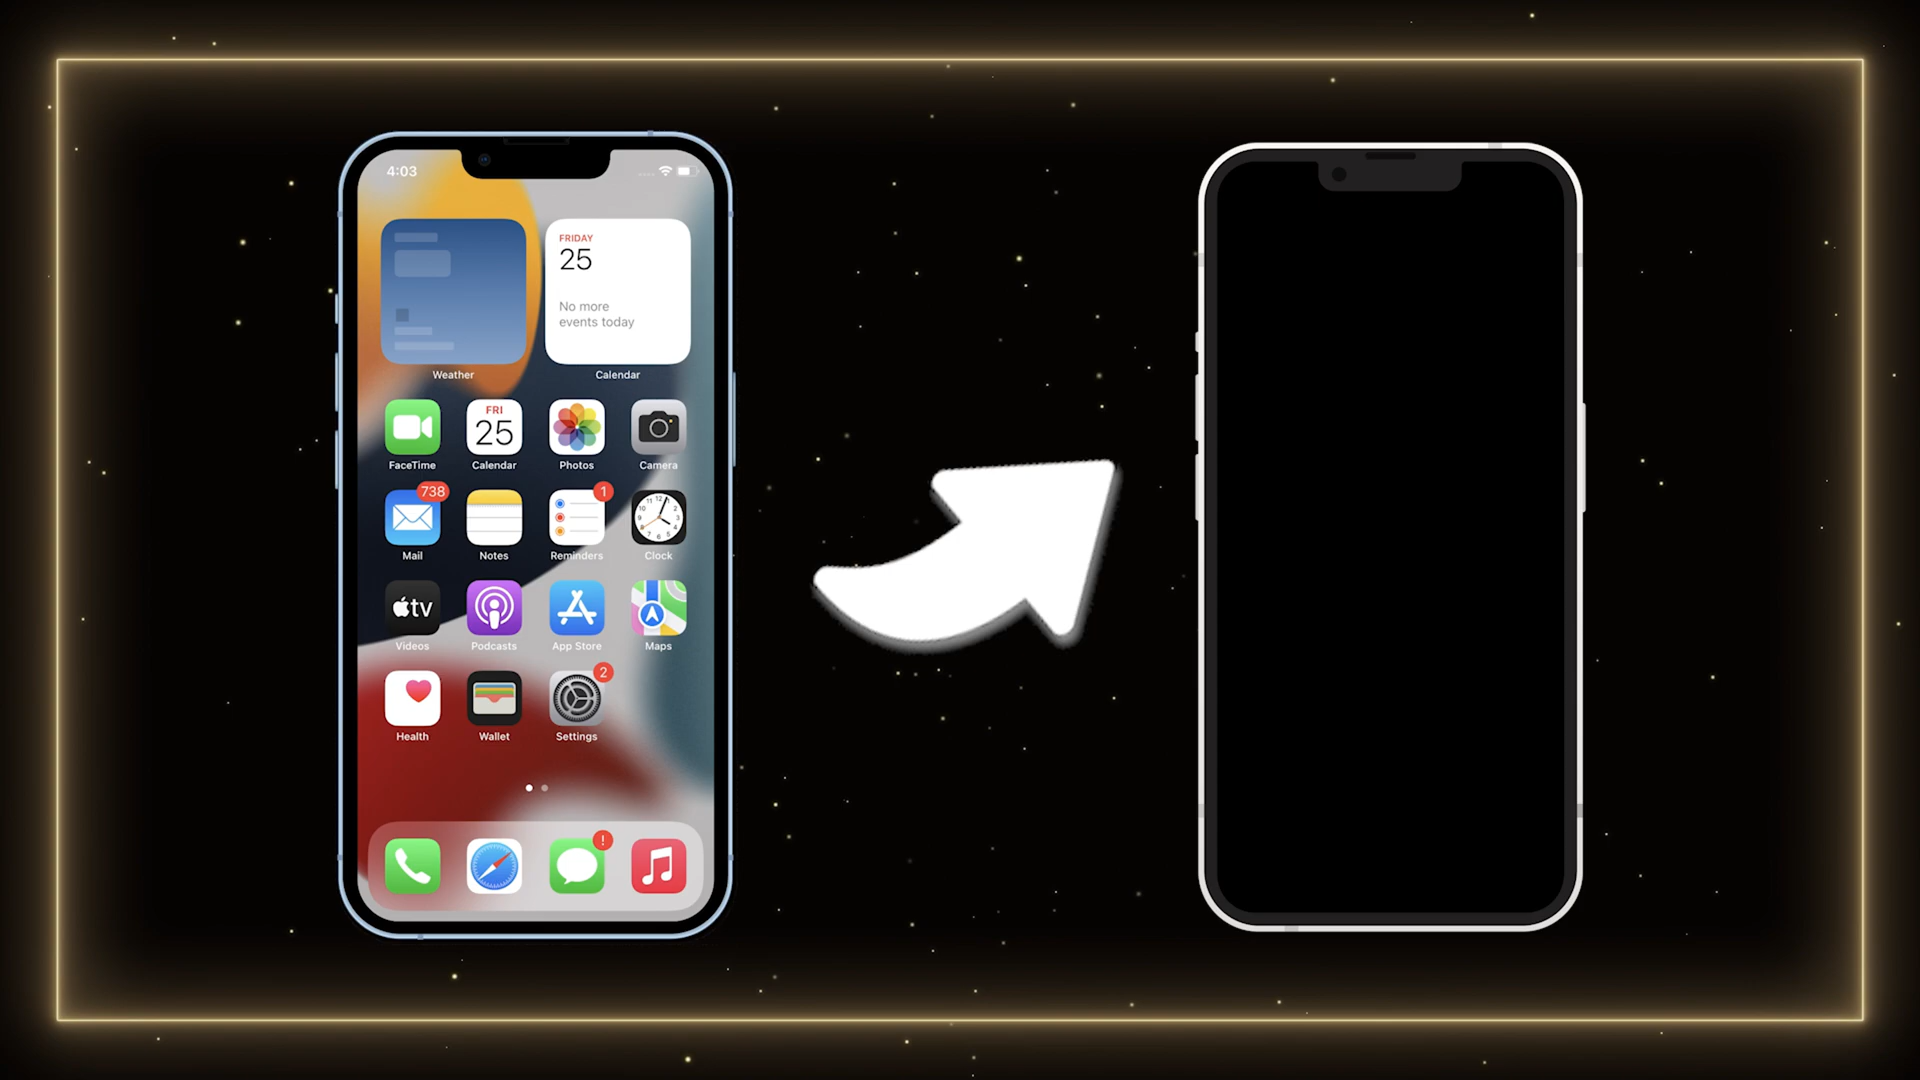 4:03
FRIDAY
25
No more
events today
Weather
Calendar
FRI
25
FaceTime
Calendar
Photos
Camera
738
1
12
Mail
Notes
Reminders
Clock
tv
Videos
Podcasts
App Store
Maps
2
Health
Wallet
Settings
!